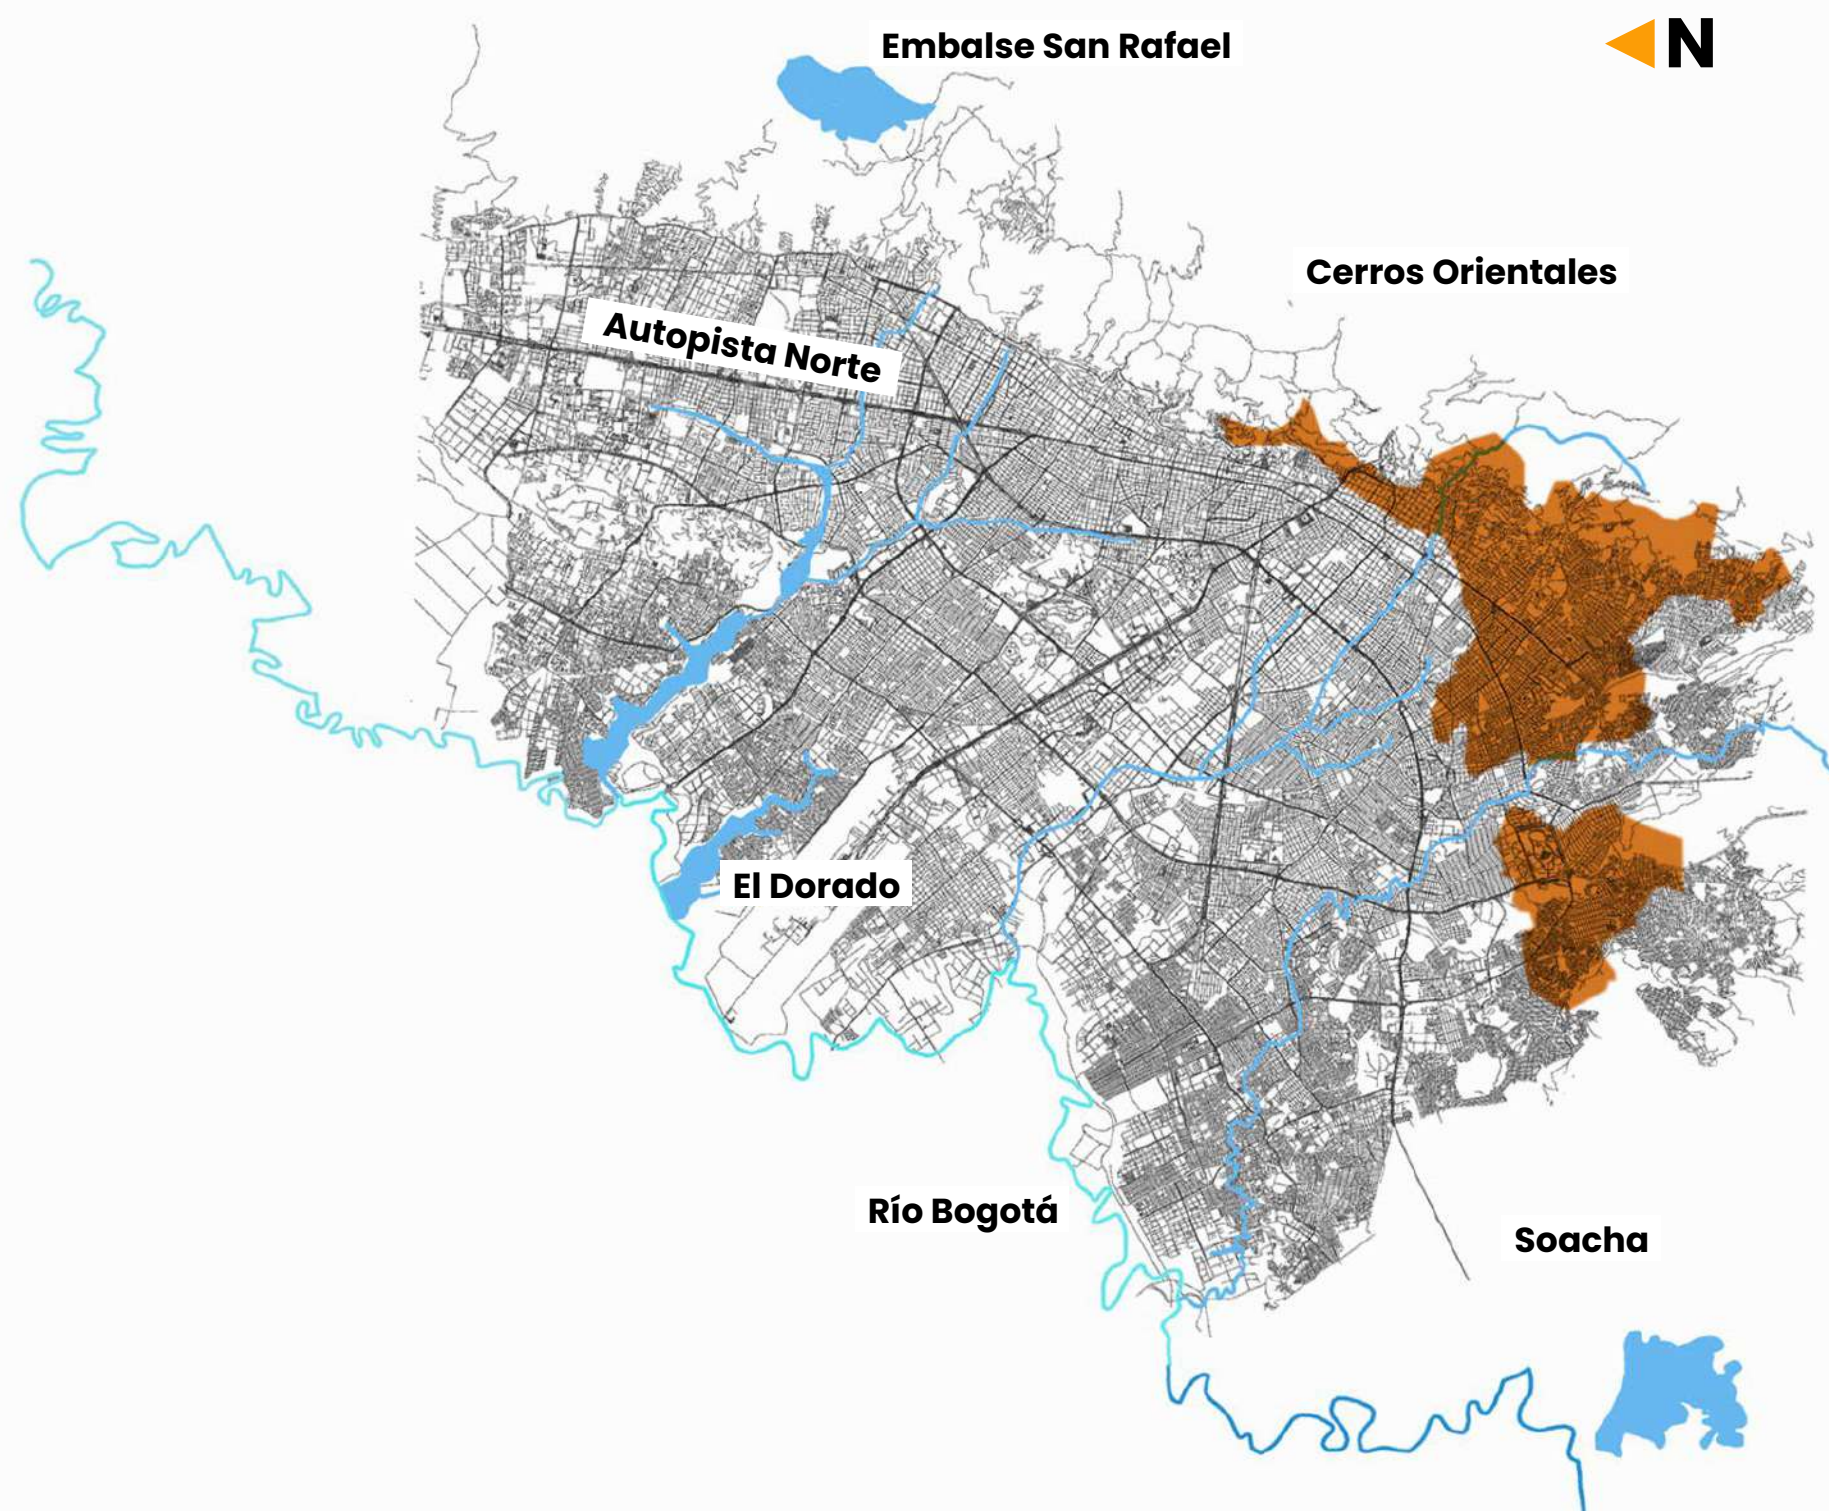 Embalse San Rafael
N
Cerros Orientales
Autopista Norte
El Dorado
Río Bogotá
Soacha